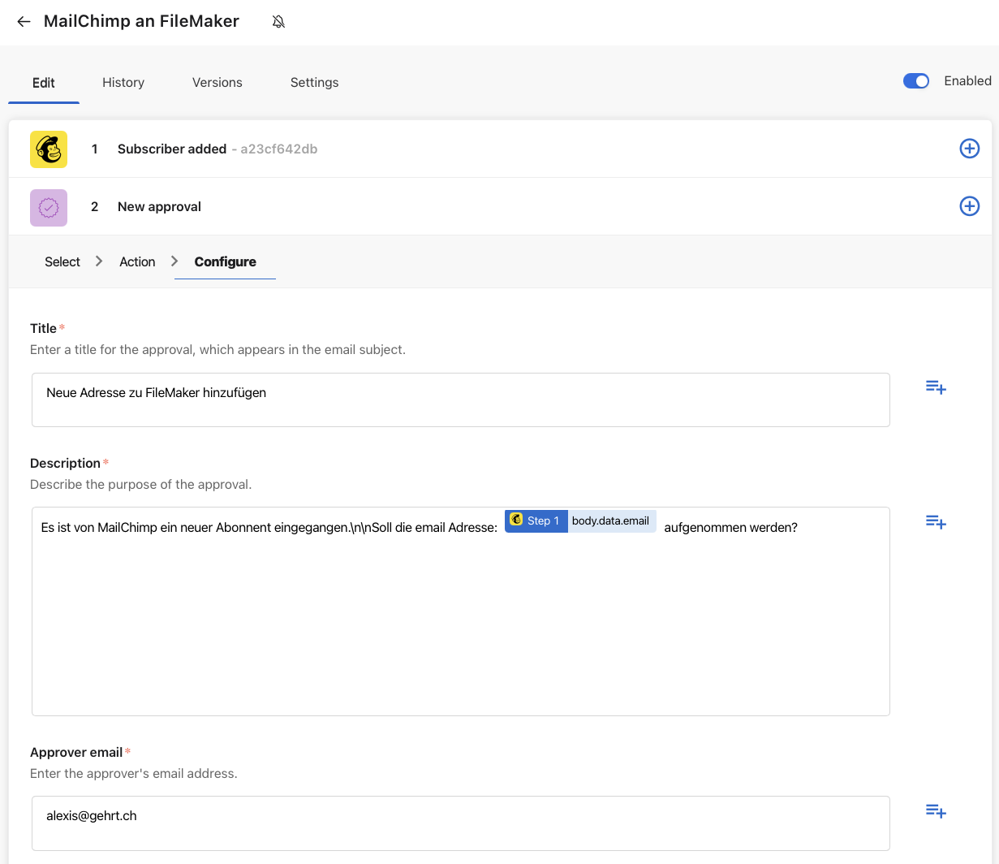 MailChimp an FileMaker
Edit History Versions Settings Enabled
1 Subscriber added - a23cf642db
2 New approval
Select Action Configure
Title*
Enter a title for the approval, which appears in the email subject.
Neue Adresse zu FileMaker hinzufügen
Description*
Describe the purpose of the approval.
Es ist von MailChimp ein neuer Abonnent eingegangen.\n\nSoll die email Adresse: Step 1 body.data.email aufgenommen werden?
Approver email*
Enter the approver's email address.
alexis@gehrt.ch